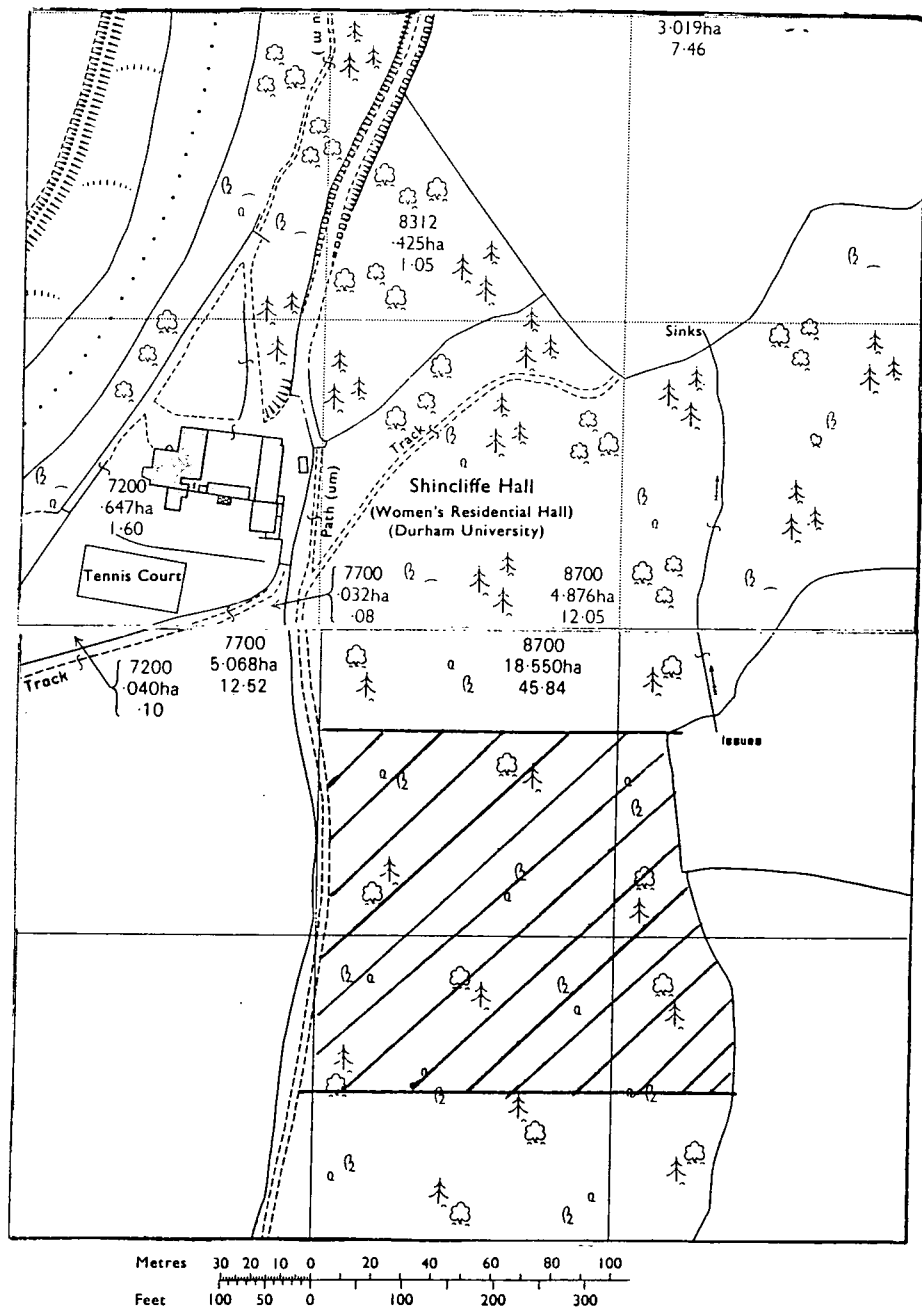 3·019ha
7·46
8312
·425ha
1·05
Sinks
Track
Path (um)
Shincliffe Hall
(Women's Residential Hall)
(Durham University)
7200
·647ha
1·60
Tennis Court
7700
·032ha
·08
8700
4·876ha
12·05
Track
7200
·040ha
·10
7700
5·068ha
12·52
8700
18·550ha
45·84
Issues
Metres 30 20 10 0 20 40 60 80 100
Feet 100 50 0 100 200 300